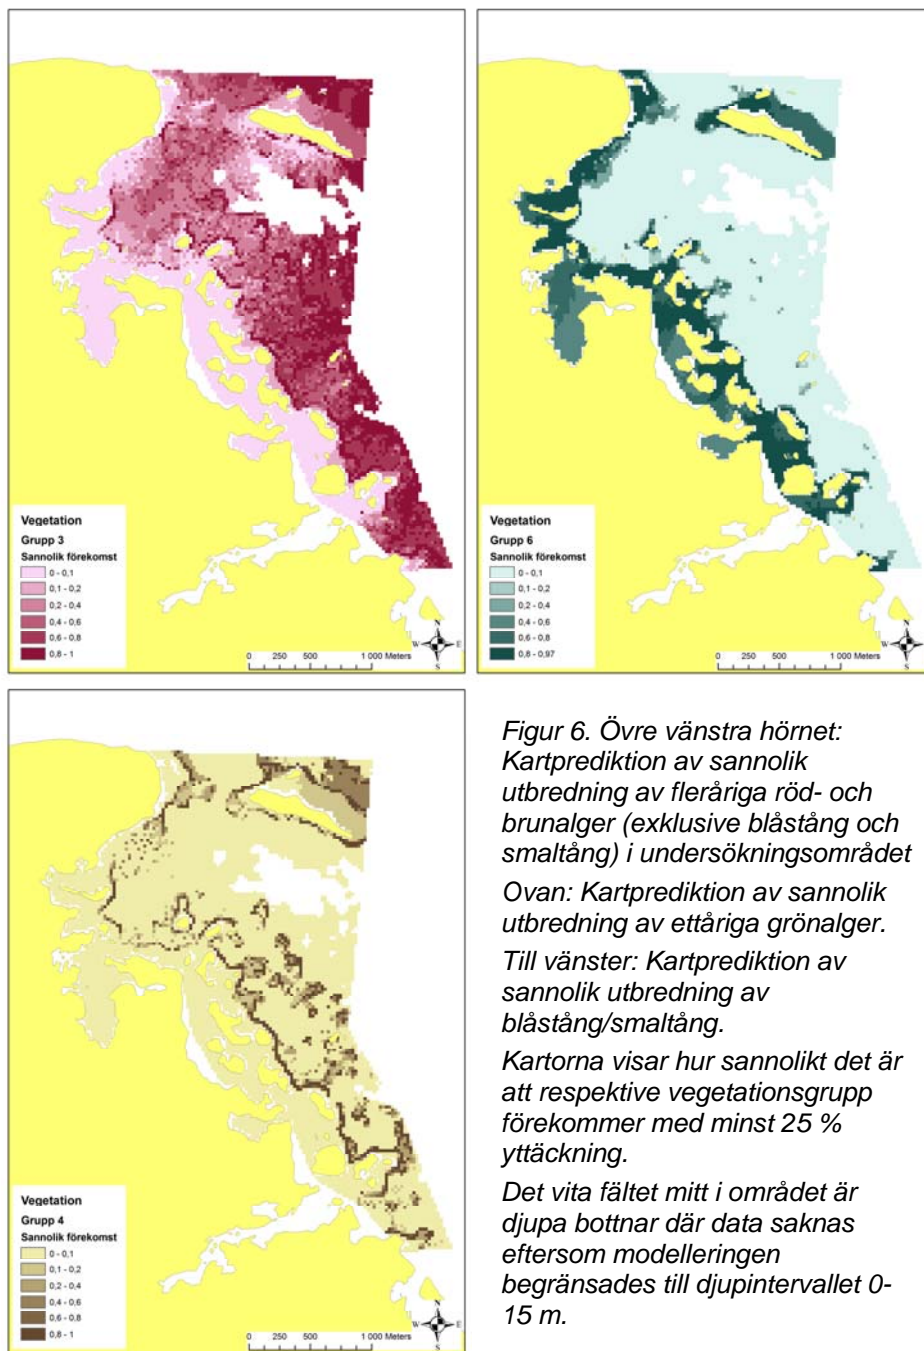 Vegetation
Grupp 3
Sannolik förekomst
0 - 0,1
0,1 - 0,2
0,2 - 0,4
0,4 - 0,6
0,6 - 0,8
0,8 - 1
N
W E
S
0 250 500 1 000 Meters
Vegetation
Grupp 6
Sannolik förekomst
0 - 0,1
0,1 - 0,2
0,2 - 0,4
0,4 - 0,6
0,6 - 0,8
0,8 - 0,97
N
W E
S
0 250 500 1 000 Meters
Vegetation
Grupp 4
Sannolik förekomst
0 - 0,1
0,1 - 0,2
0,2 - 0,4
0,4 - 0,6
0,6 - 0,8
0,8 - 1
N
W E
S
0 250 500 1 000 Meters
Figur 6. Övre vänstra hörnet:
Kartprediktion av sannolik
utbredning av fleråriga röd- och
brunalger (exklusive blåstång och
smaltång) i undersökningsområdet
Ovan: Kartprediktion av sannolik
utbredning av ettåriga grönalger.
Till vänster: Kartprediktion av
sannolik utbredning av
blåstång/smaltång.
Kartorna visar hur sannolikt det är
att respektive vegetationsgrupp
förekommer med minst 25 %
yttäckning.
Det vita fältet mitt i området är
djupa bottnar där data saknas
eftersom modelleringen
begränsades till djupintervallet 0-
15 m.